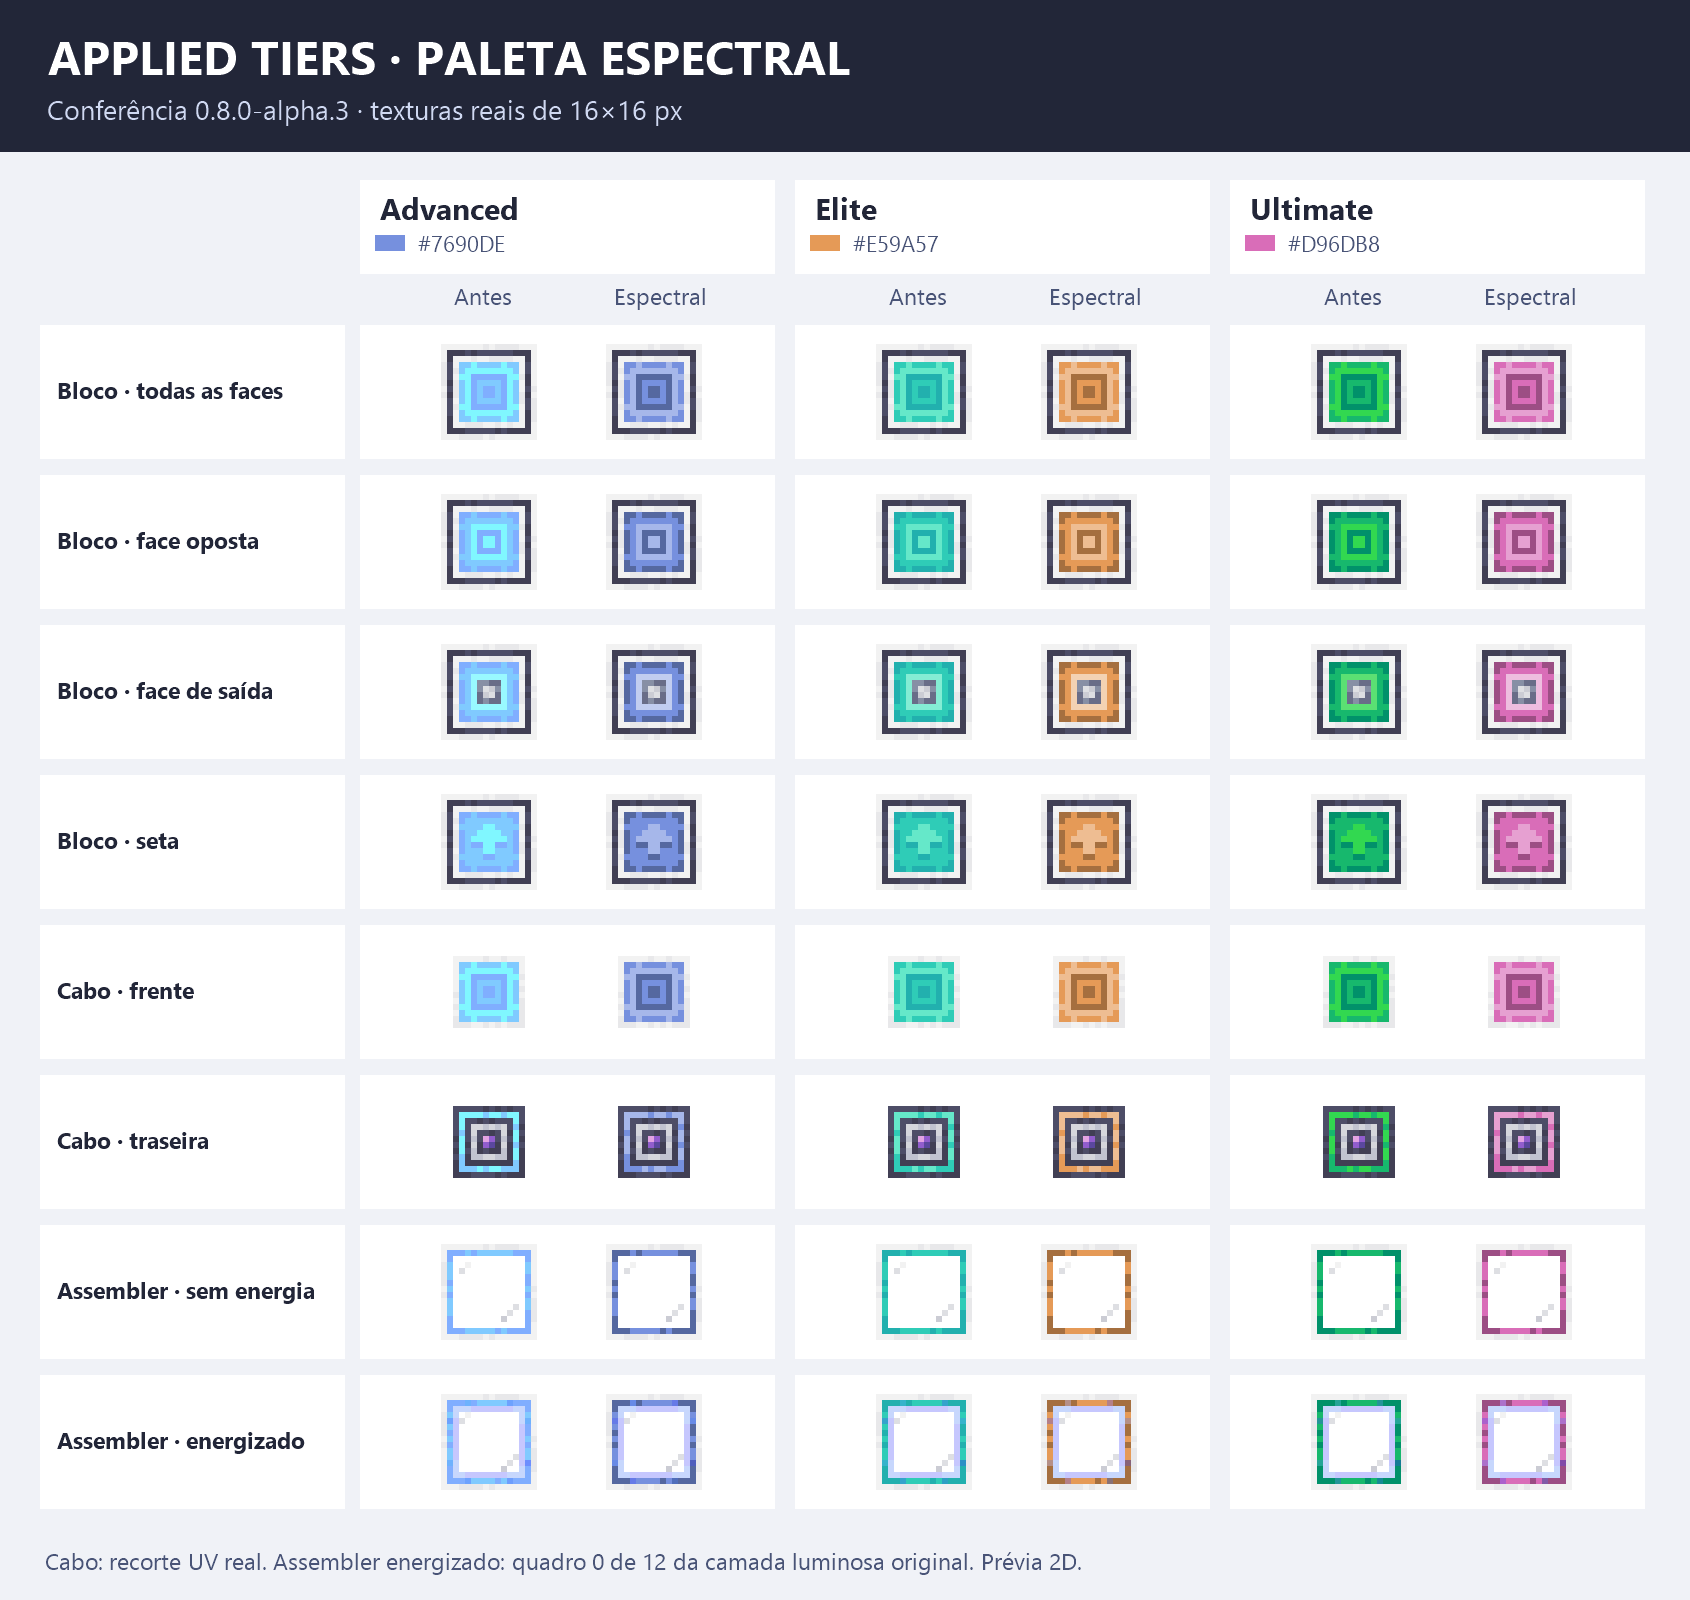 APPLIED TIERS · PALETA ESPECTRAL
Conferência 0.8.0-alpha.3 · texturas reais de 16×16 px
Advanced
#7690DE
Elite
#E59A57
Ultimate
#D96DB8
Antes
Espectral
Antes
Espectral
Antes
Espectral
Bloco · todas as faces
Bloco · face oposta
Bloco · face de saída
Bloco · seta
Cabo · frente
Cabo · traseira
Assembler · sem energia
Assembler · energizado
Cabo: recorte UV real. Assembler energizado: quadro 0 de 12 da camada luminosa original. Prévia 2D.